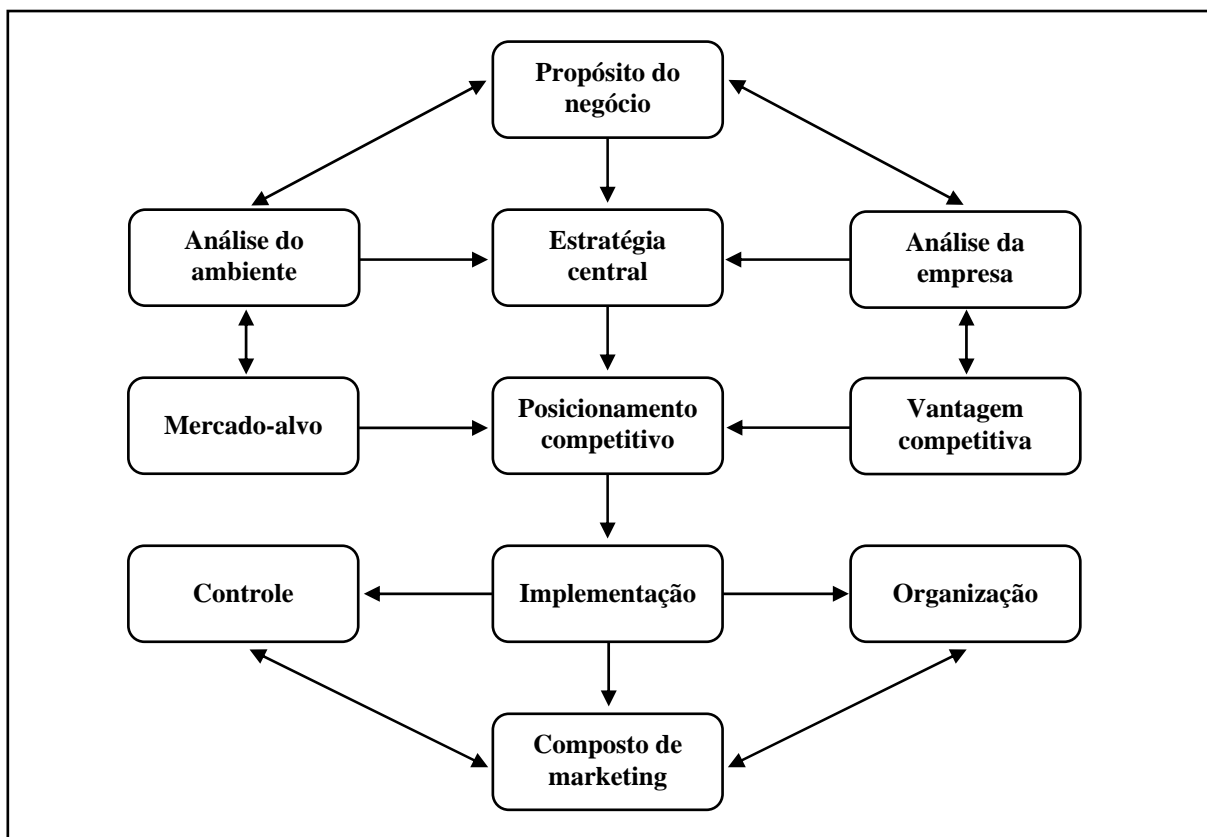 Propósito do
negócio
Análise do
ambiente
Estratégia
central
Análise da
empresa
Mercado-alvo
Posicionamento
competitivo
Vantagem
competitiva
Controle
Implementação
Organização
Composto de
marketing